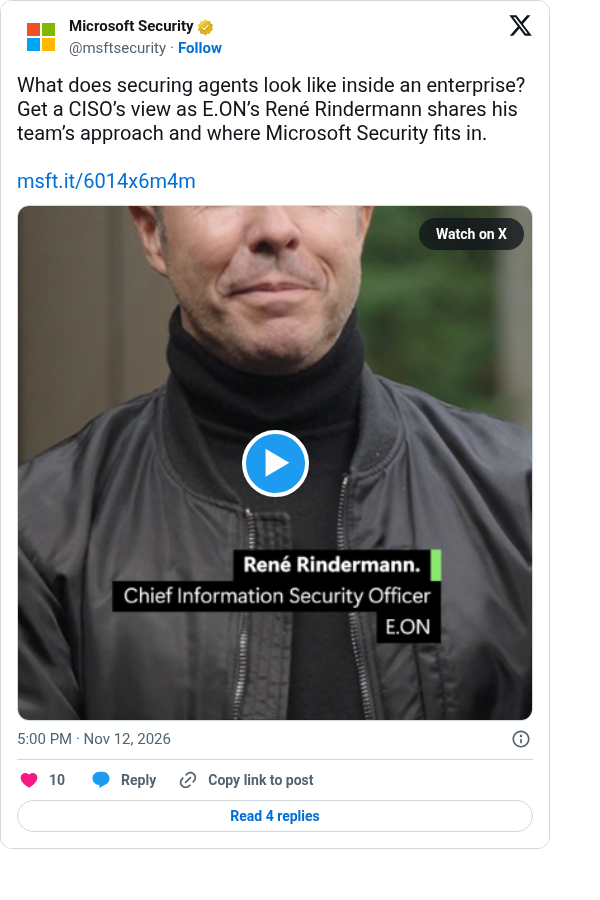 Microsoft Security
@msftsecurity · Follow
What does securing agents look like inside an enterprise?
Get a CISO’s view as E.ON’s René Rindermann shares his
team’s approach and where Microsoft Security fits in.
msft.it/6014x6m4m
Watch on X
René Rindermann.
Chief Information Security Officer
E.ON
5:00 PM · Nov 12, 2026
10 Reply Copy link to post
Read 4 replies